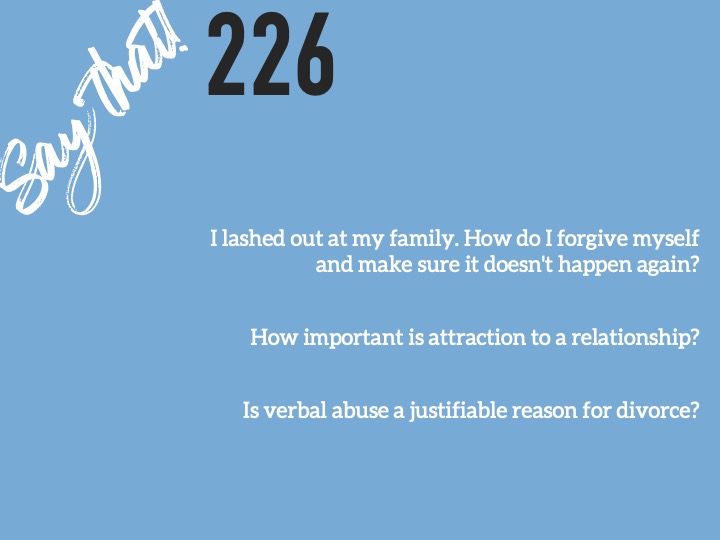 Say that!
226
I lashed out at my family. How do I forgive myself
and make sure it doesn't happen again?
How important is attraction to a relationship?
Is verbal abuse a justifiable reason for divorce?